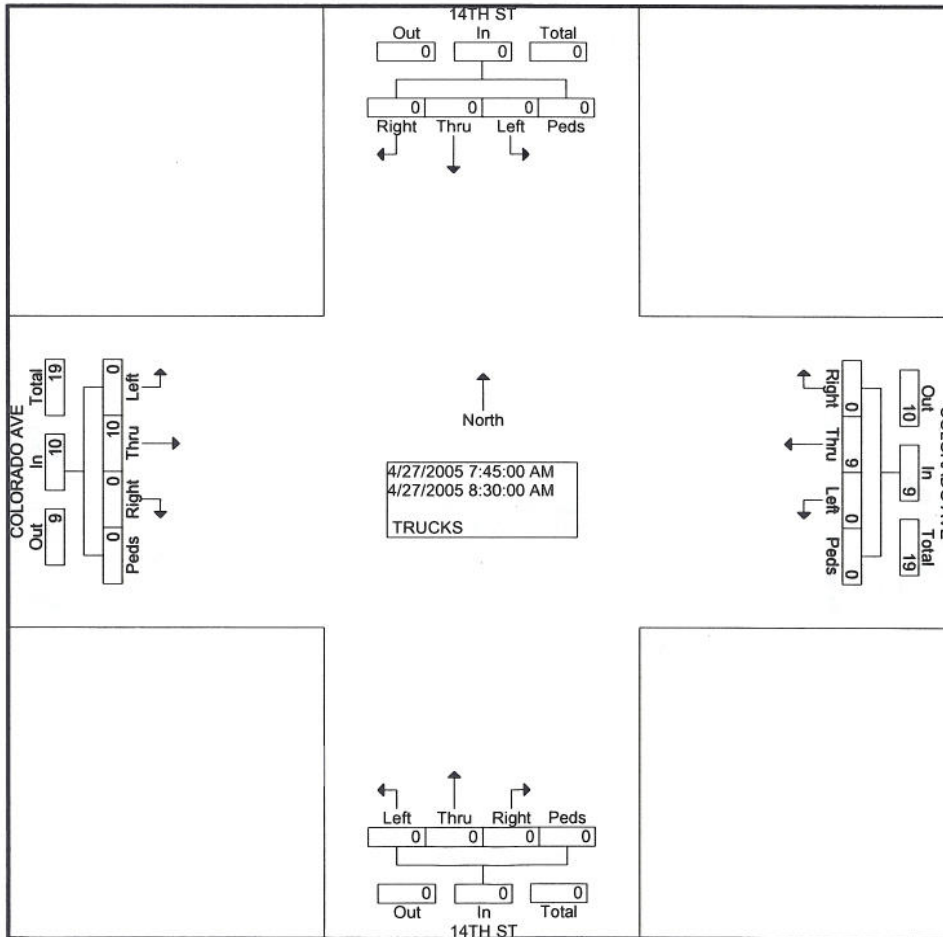 14TH ST
Out In Total
0 0 0
0 0 0 0
Right Thru Left Peds
COLORADO AVE
Total In Out
19 10 9
0 10 0 0
Left Thru Right Peds
North
4/27/2005 7:45:00 AM
4/27/2005 8:30:00 AM
TRUCKS
Right Thru Left Peds
0 9 0 0
Out In Total
10 9 19
Left Thru Right Peds
0 0 0 0
0 0 0
Out In Total
14TH ST